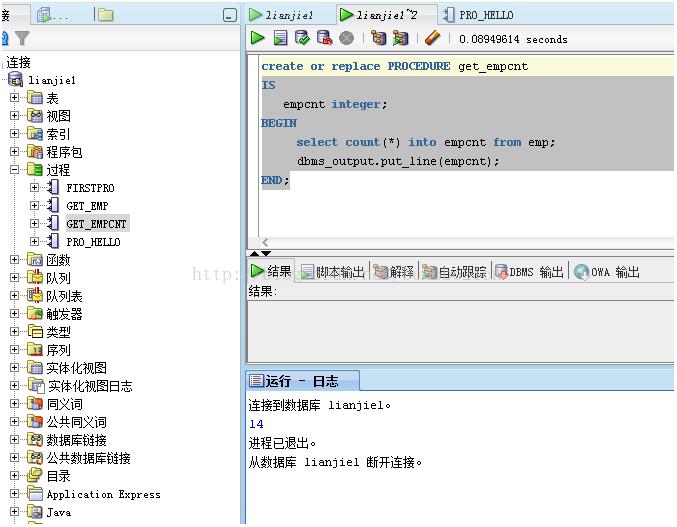 接
...
连接
lianjie1
表
视图
索引
程序包
过程
FIRSTPRO
GET_EMP
GET_EMPCNT
PRO_HELLO
函数
队列
队列表
触发器
类型
序列
实体化视图
实体化视图日志
同义词
公共同义词
数据库链接
公共数据库链接
目录
Application Express
Java
lianjie1 lianjie1~2 PRO_HELLO
0.08949614 seconds
create or replace PROCEDURE get_empcnt
IS
empcnt integer;
BEGIN
select count(*) into empcnt from emp;
dbms_output.put_line(empcnt);
END;
http:/
结果 脚本输出 解释 自动跟踪 DBMS 输出 OWA 输出
结果:
运行 - 日志
连接到数据库 lianjie1。
14
进程已退出。
从数据库 lianjie1 断开连接。